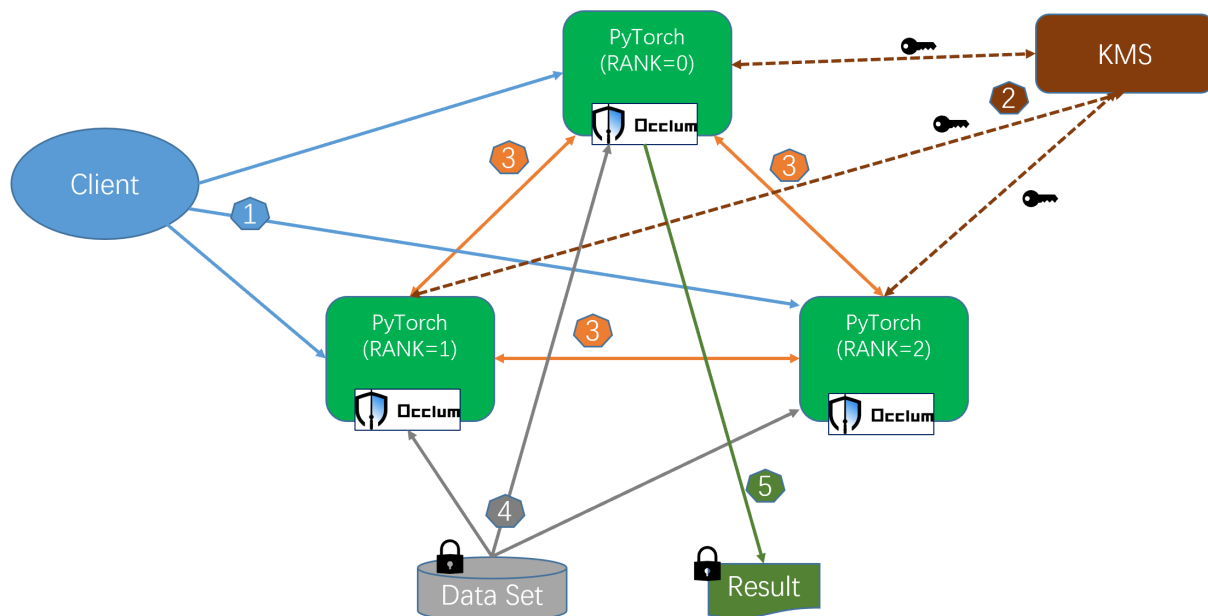 PyTorch
(RANK=0)
Occlum
KMS
2
Client
3
3
1
PyTorch
(RANK=1)
Occlum
3
PyTorch
(RANK=2)
Occlum
4
5
Data Set
Result